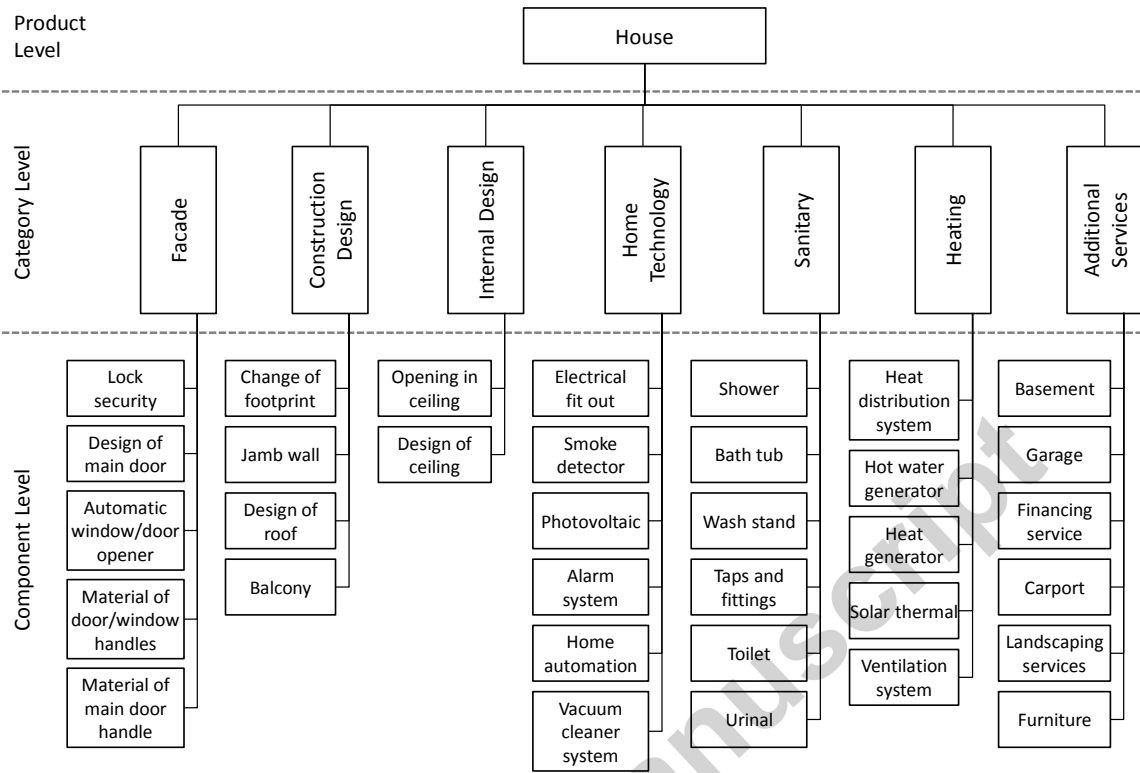 Product
Level
House
Category Level
Facade
Construction
Design
Internal Design
Home
Technology
Sanitary
Heating
Additional
Services
Component Level
Lock
security
Design of
main door
Automatic
window/door
opener
Material of
door/window
handles
Material of
main door
handle
Change of
footprint
Jamb wall
Design of
roof
Balcony
Opening in
ceiling
Design of
ceiling
Electrical
fit out
Smoke
detector
Photovoltaic
Alarm
system
Home
automation
Vacuum
cleaner
system
Shower
Bath tub
Wash stand
Taps and
fittings
Toilet
Urinal
Heat
distribution
system
Hot water
generator
Heat
generator
Solar thermal
Ventilation
system
Basement
Garage
Financing
service
Carport
Landscaping
services
Furniture
nuscript